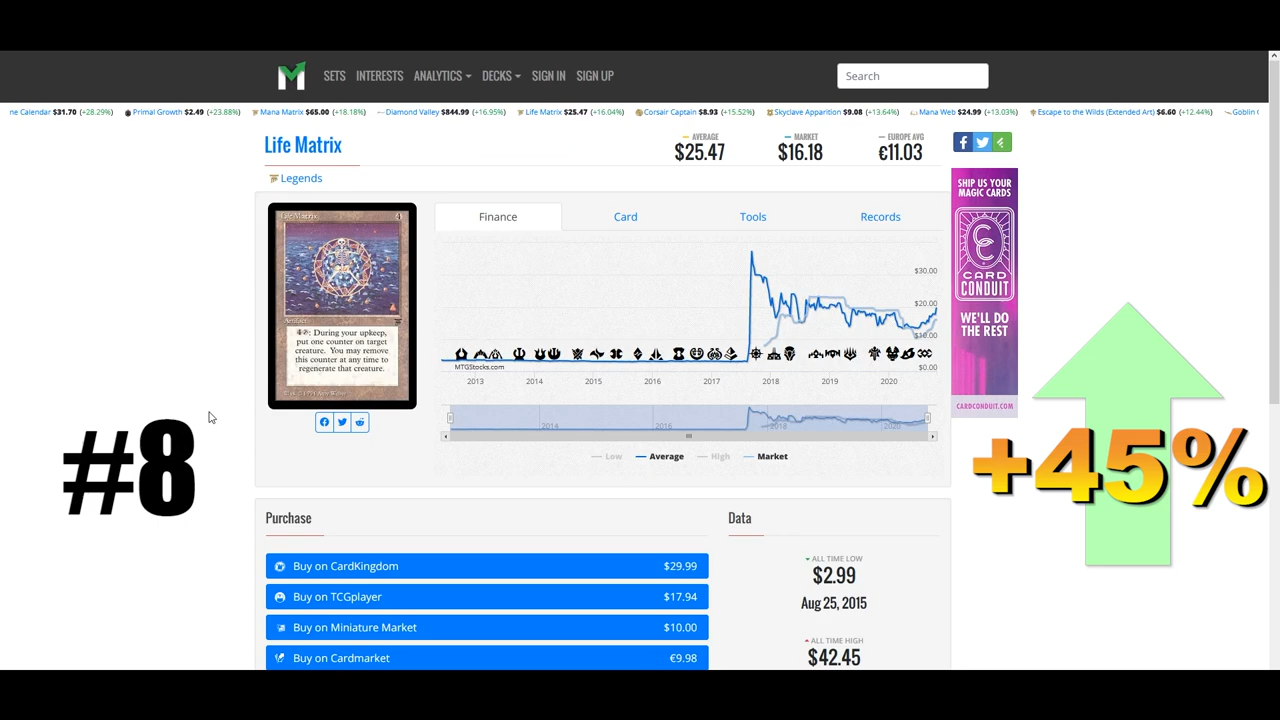 SETS INTERESTS ANALYTICS DECKS SIGN IN SIGN UP Search
ne Calendar $31.70 (+28.29%) Primal Growth $2.49 (+23.88%) Mana Matrix $65.00 (+18.18%) Diamond Valley $844.99 (+16.95%) Life Matrix $25.47 (+16.04%) Corsair Captain $8.93 (+15.52%) Skyclave Apparition $9.08 (+13.64%) Mana Web $24.99 (+13.03%) Escape to the Wilds (Extended Art) $6.60 (+12.44%) Goblin
Life Matrix
AVERAGE
$25.47
MARKET
$16.18
EUROPE AVG
€11.03
Legends
Finance Card Tools Records
Life Matrix 4
Artifact
4: During your upkeep,
put one counter on target
creature. You may remove
this counter at any time to
regenerate that creature.
$30.00
$20.00
$10.00
$0.00
MTGStocks.com
2013 2014 2015 2016 2017 2018 2019 2020
2014 2016 2018 2020
Low Average High Market
SHIP US YOUR
MAGIC CARDS
CARD
CONDUIT
WE'LL DO
THE REST
CARDCONDUIT.COM
#8
+45%
Purchase
Buy on CardKingdom $29.99
Buy on TCGplayer $17.94
Buy on Miniature Market $10.00
Buy on Cardmarket €9.98
Data
ALL TIME LOW
$2.99
Aug 25, 2015
ALL TIME HIGH
$42.45